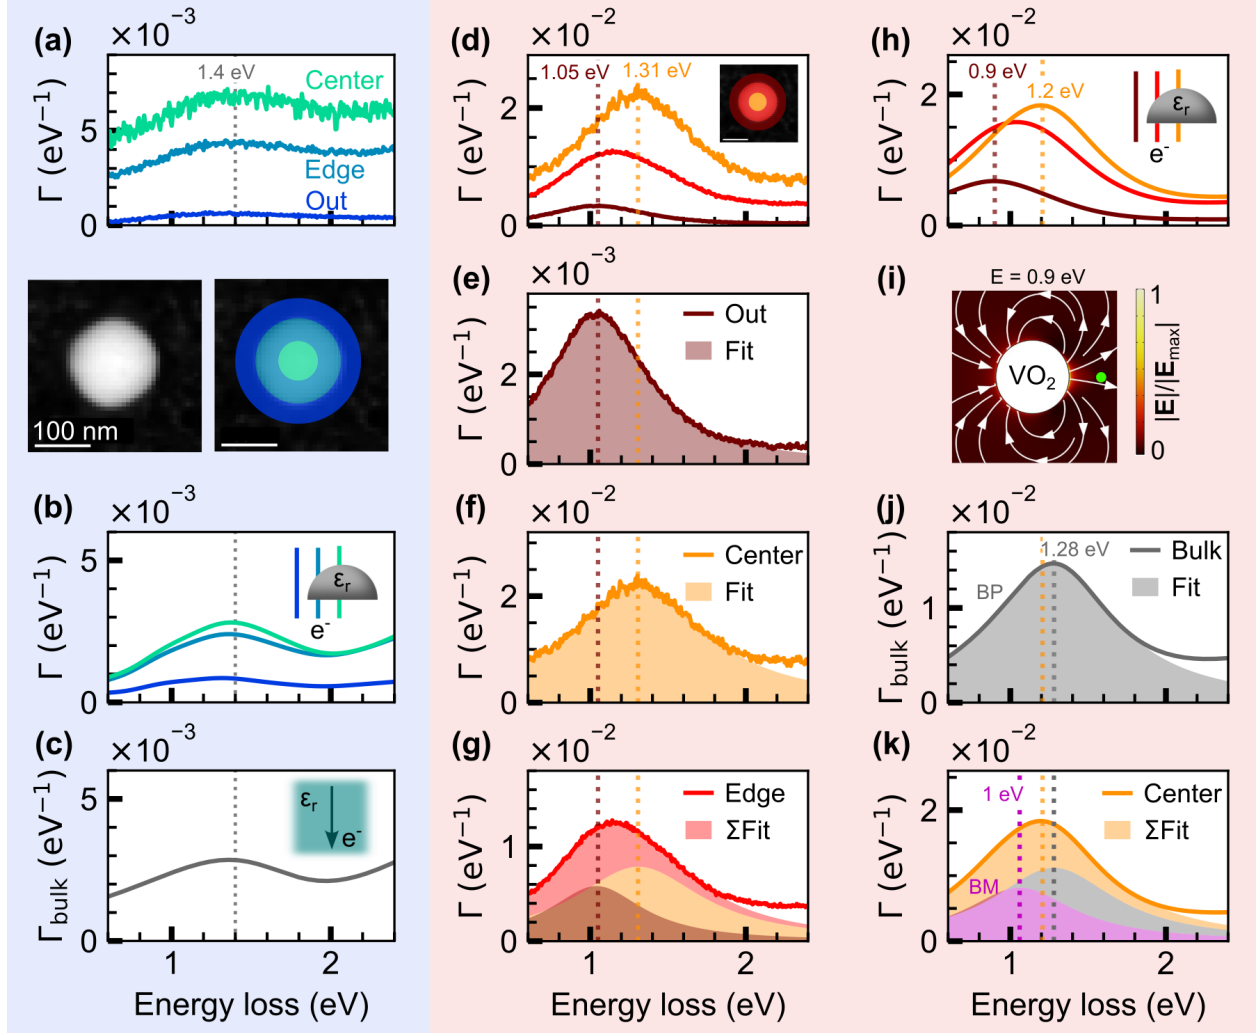 (a)
×10⁻³
1.4 eV
Center
Edge
Out
5
0
Γ (eV⁻¹)
100 nm
(b)
×10⁻³
5
0
Γ (eV⁻¹)
εᵣ
e⁻
(c)
×10⁻³
5
0
Γbulk (eV⁻¹)
εᵣ
e⁻
1
2
Energy loss (eV)
(d)
×10⁻²
1.05 eV
1.31 eV
2
0
Γ (eV⁻¹)
(e)
×10⁻³
Out
Fit
2
0
Γ (eV⁻¹)
(f)
×10⁻²
Center
Fit
2
0
Γ (eV⁻¹)
(g)
×10⁻²
Edge
ΣFit
1
0
Γ (eV⁻¹)
1
2
Energy loss (eV)
(h)
×10⁻²
0.9 eV
1.2 eV
2
0
Γ (eV⁻¹)
εᵣ
e⁻
(i)
E = 0.9 eV
VO₂
1
0
|E|/|Emax|
(j)
×10⁻²
1.28 eV
Bulk
Fit
BP
1
0
Γbulk (eV⁻¹)
(k)
×10⁻²
1 eV
Center
ΣFit
BM
2
0
Γ (eV⁻¹)
1
2
Energy loss (eV)